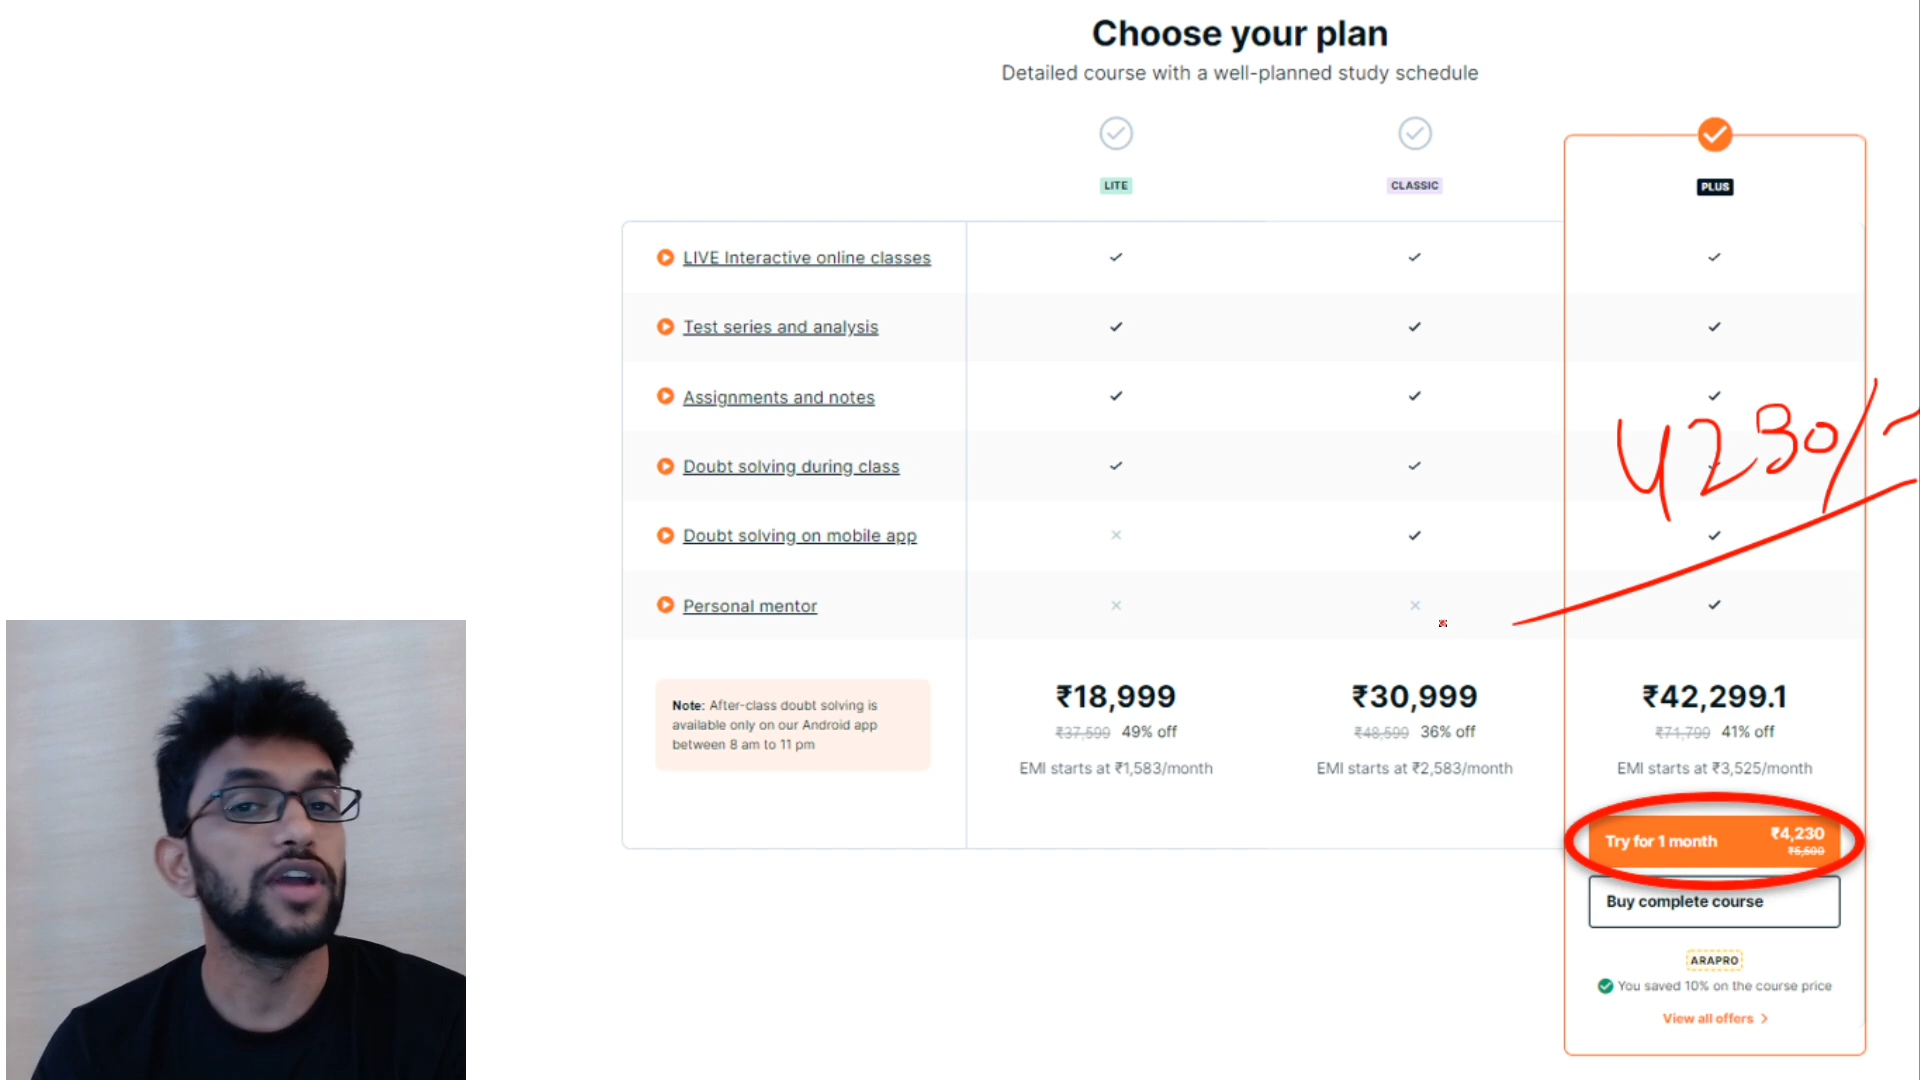 Choose your plan
Detailed course with a well-planned study schedule
LITE
CLASSIC
PLUS
LIVE Interactive online classes
Test series and analysis
Assignments and notes
4230/-
Doubt solving during class
Doubt solving on mobile app
Personal mentor
Note: After-class doubt solving is
available only on our Android app
between 8 am to 11 pm
₹18,999
₹37,599 49% off
EMI starts at ₹1,583/month
₹30,999
₹48,599 36% off
EMI starts at ₹2,583/month
₹42,299.1
₹71,799 41% off
EMI starts at ₹3,525/month
Try for 1 month ₹4,230
₹5,500
Buy complete course
ARAPRO
You saved 10% on the course price
View all offers